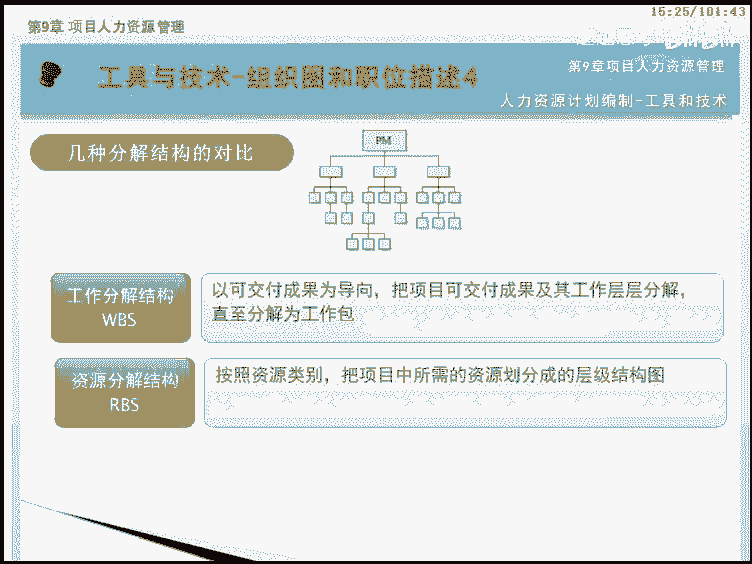 15:25/101:43
第9章 项目人力资源管理
第9章项目人力资源管理
工具与技术-组织图和职位描述4
人力资源计划编制-工具和技术
几种分解结构的对比
PM
工作分解结构
WBS
以可交付成果为导向，把项目可交付成果及其工作层层分解，
直至分解为工作包
资源分解结构
RBS
按照资源类别，把项目中所需的资源划分成的层级结构图